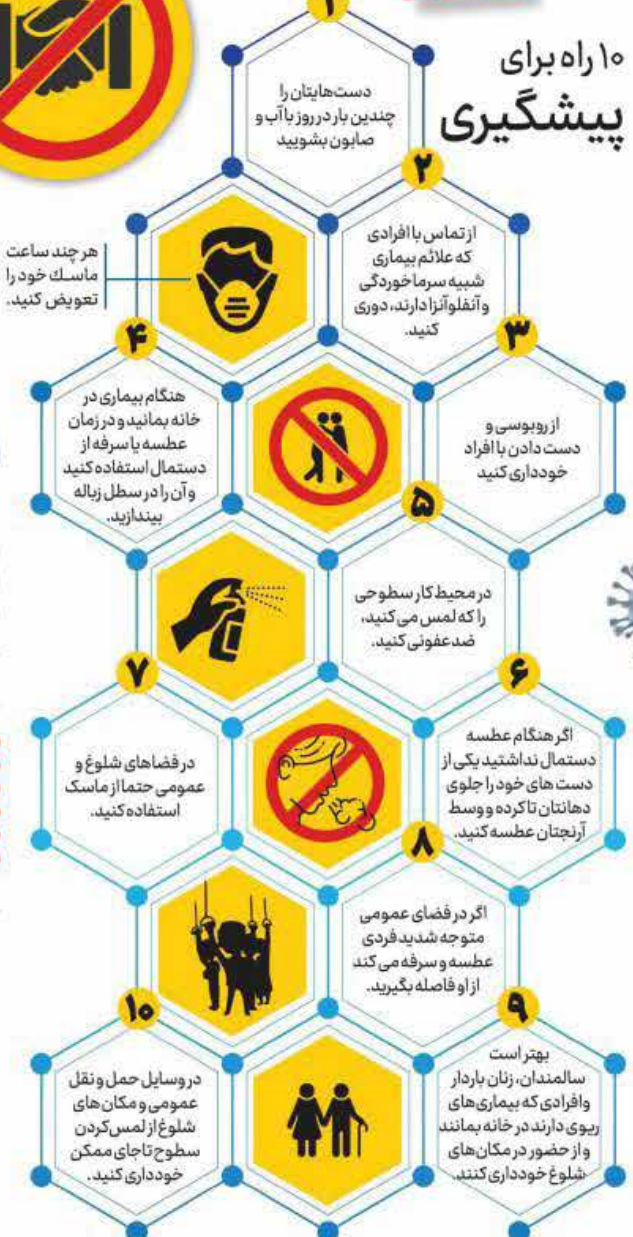 ۱۰ راه برای
پیشگیری
۱
دست‌هایتان را
چندین بار در روز با آب و
صابون بشویید
۲
از تماس با افرادی
که علائم بیماری
شبیه سرماخوردگی
و آنفلوآنزا دارند، دوری
کنید.
هر چند ساعت
ماسک خود را
تعویض کنید.
۳
از روبوسی و
دست دادن با افراد
خودداری کنید
۴
هنگام بیماری در
خانه بمانید و در زمان
عطسه یا سرفه از
دستمال استفاده کنید
و آن را در سطل زباله
بیندازید.
۵
در محیط کار سطوحی
را که لمس می‌کنید،
ضدعفونی کنید.
۶
اگر هنگام عطسه
دستمال نداشتید یکی از
دست های خود را جلوی
دهانتان تا کرده و وسط
آرنجتان عطسه کنید.
۷
در فضاهای شلوغ و
عمومی حتما از ماسک
استفاده کنید.
۸
اگر در فضای عمومی
متوجه شدید فردی
عطسه و سرفه می کند
از او فاصله بگیرید.
۹
بهتر است
سالمندان، زنان باردار
وافرادی که بیماری‌های
ریوی دارند در خانه بمانند
و از حضور در مکان‌های
شلوغ خودداری کنند.
۱۰
در وسایل حمل و نقل
عمومی و مکان های
شلوغ از لمس کردن
سطوح تا جای ممکن
خودداری کنید.